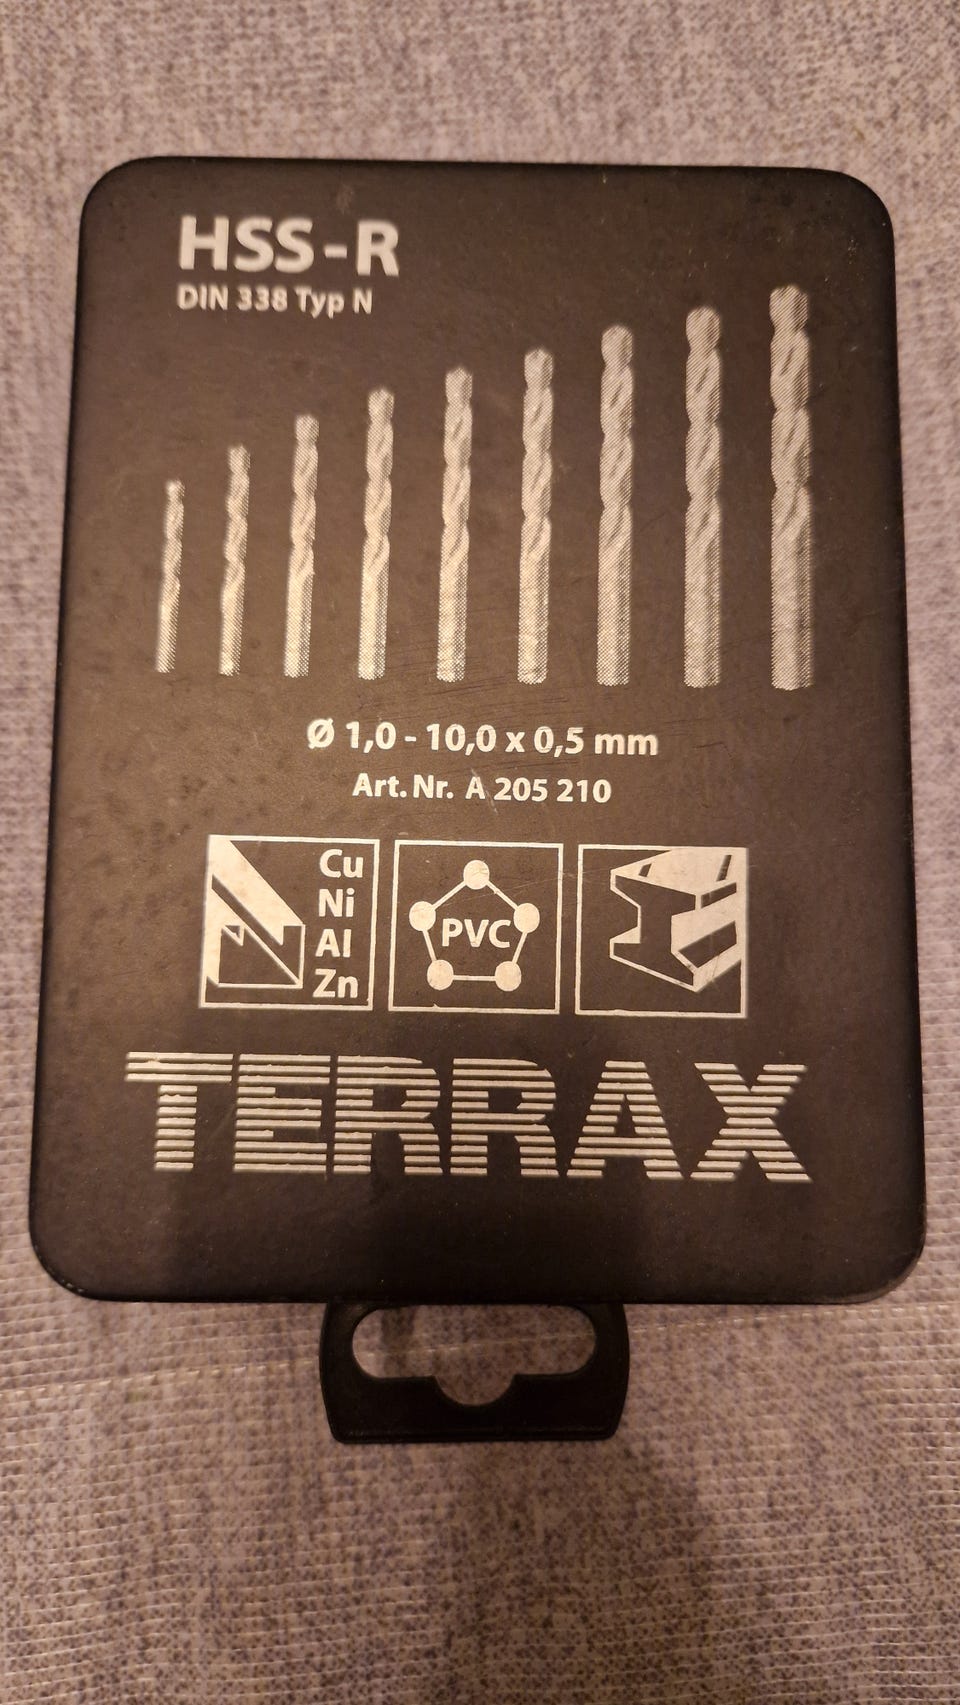 HSS-R
DIN 338 Typ N
Ø 1,0 - 10,0 x 0,5 mm
Art. Nr. A 205 210
Cu
Ni
Al
Zn
PVC
TERRAX